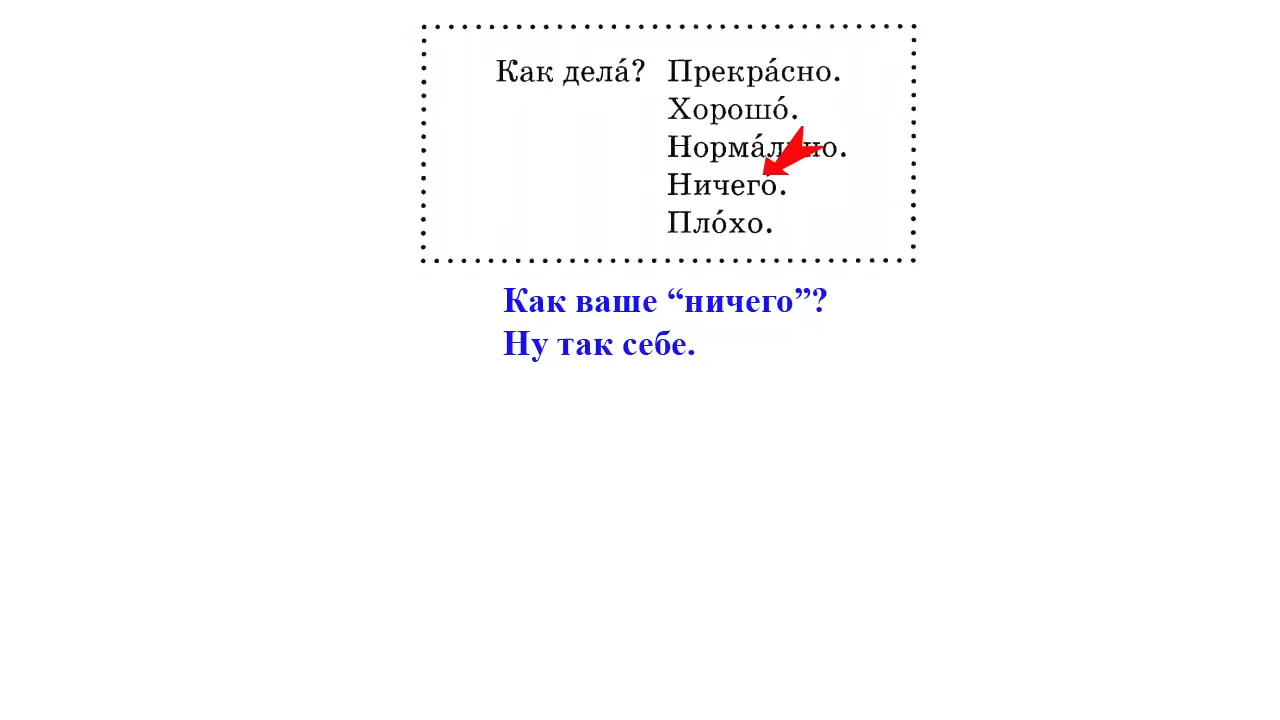 Как дела́? Прекра́сно.
Хорошо́.
Норма́льно.
Ничего́.
Пло́хо.
Как ваше “ничего”?
Ну так себе.